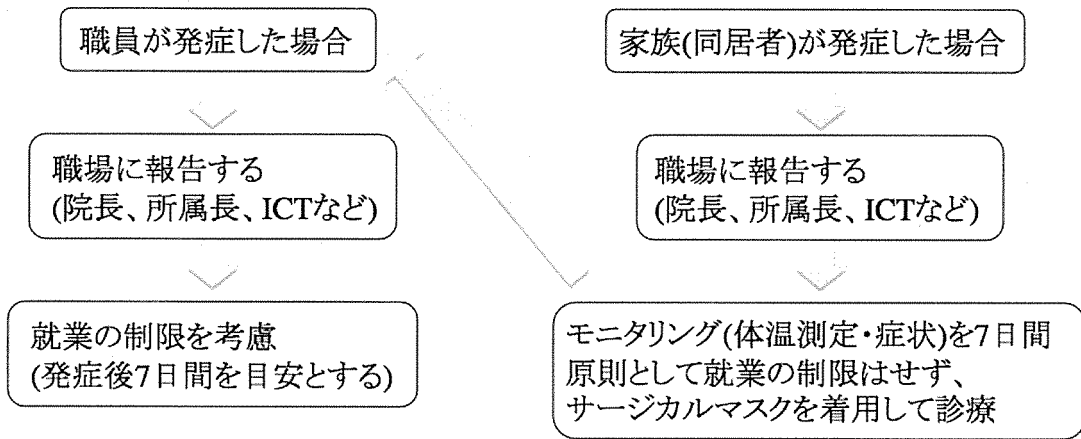 職員が発症した場合
職場に報告する
(院長、所属長、ICTなど)
就業の制限を考慮
(発症後7日間を目安とする)
家族(同居者)が発症した場合
職場に報告する
(院長、所属長、ICTなど)
モニタリング(体温測定・症状)を7日間
原則として就業の制限はせず、
サージカルマスクを着用して診療